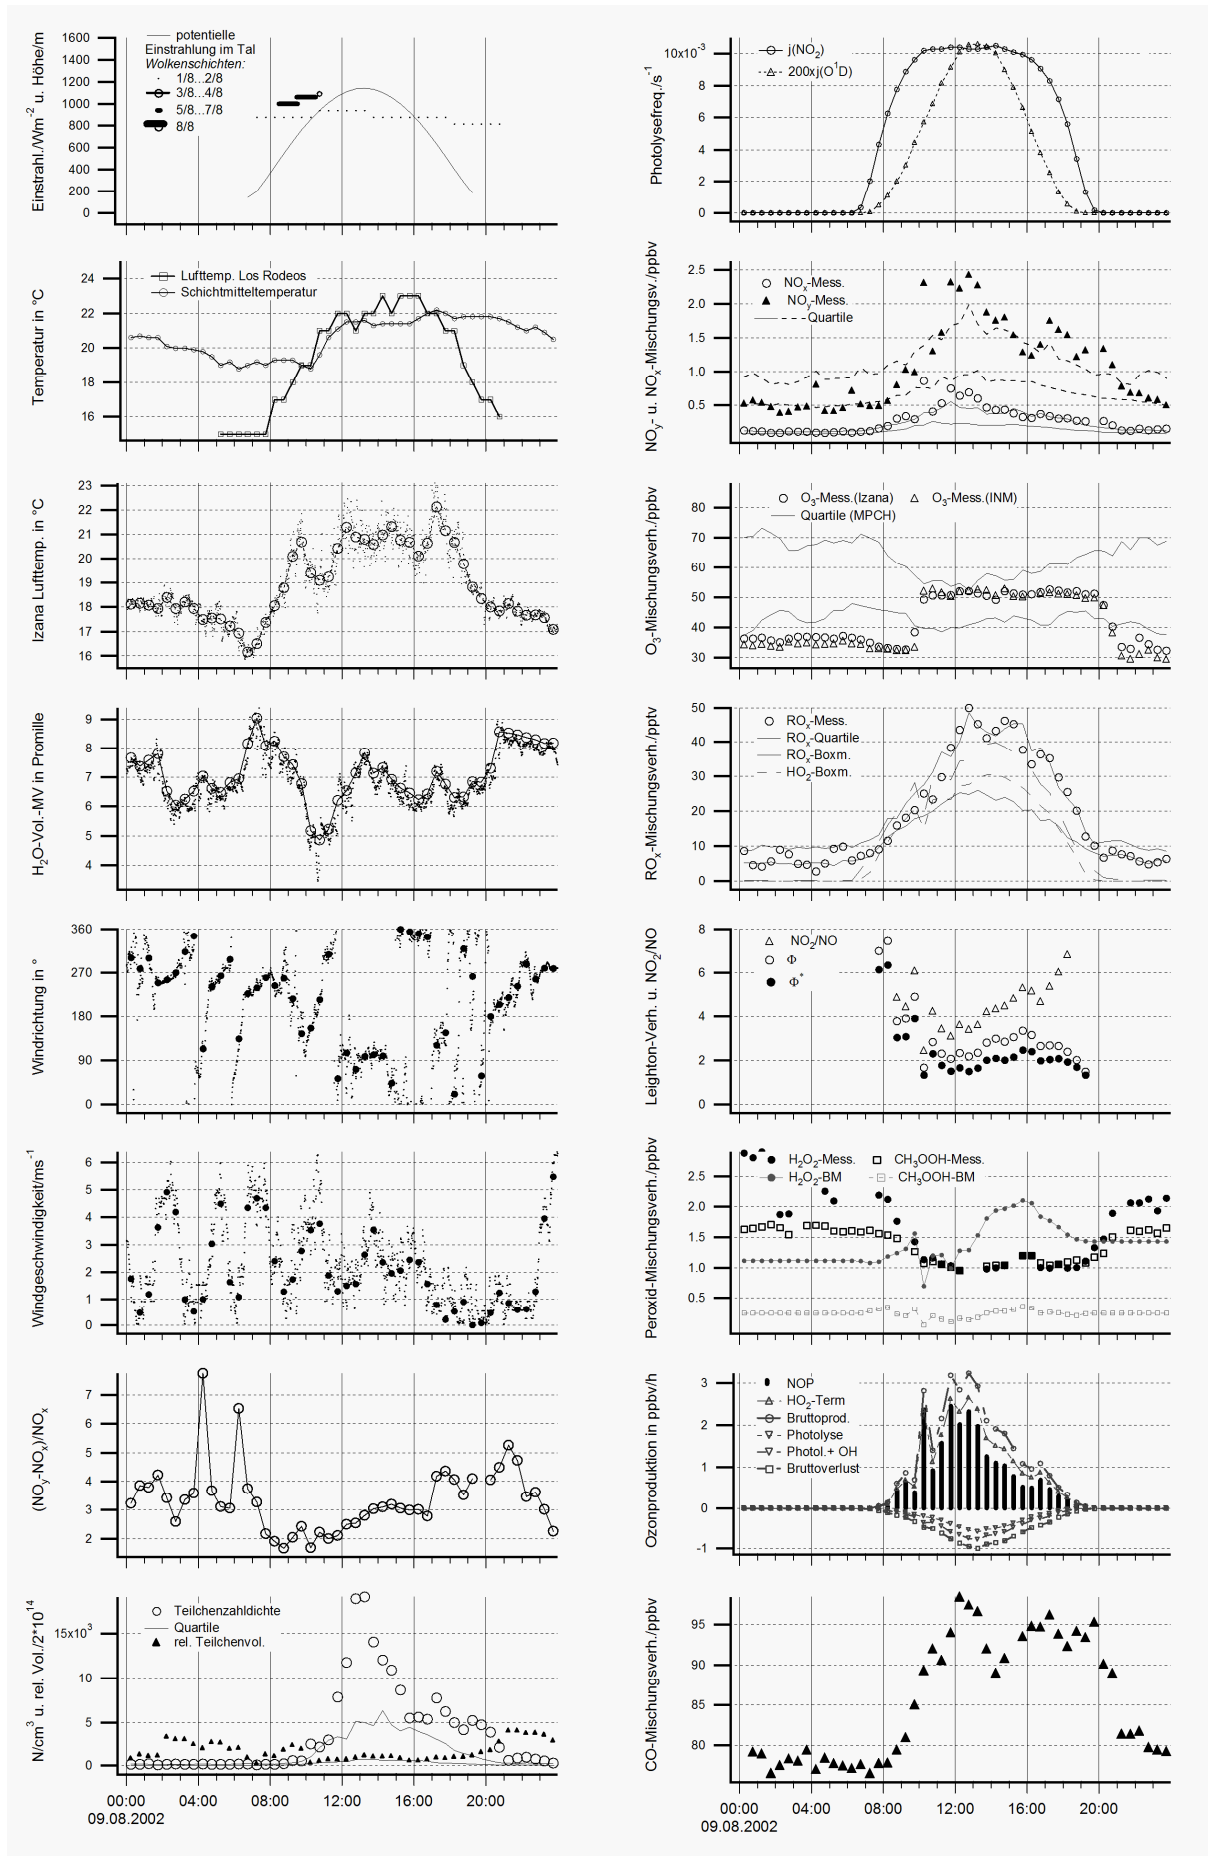 Einstrahl./Wm⁻² u. Höhe/m
1600
1400
1200
1000
800
600
400
200
0
potentielle
Einstrahlung im Tal
Wolkenschichten:
1/8...2/8
3/8...4/8
5/8...7/8
8/8
Temperatur in °C
24
22
20
18
16
Lufttemp. Los Rodeos
Schichtmitteltemperatur
Izana Lufttemp. in °C
23
22
21
20
19
18
17
16
H₂O-Vol.-MV in Promille
9
8
7
6
5
4
Windrichtung in °
360
270
180
90
0
Windgeschwindigkeit/ms⁻¹
6
5
4
3
2
1
0
(NOy-NOₓ)/NOₓ
7
6
5
4
3
2
N/cm³ u. rel. Vol./2*10¹⁴
15x10³
10
5
0
Teilchenzahldichte
Quartile
rel. Teilchenvol.
00:00 04:00 08:00 12:00 16:00 20:00
09.08.2002
Photolysefreq./s⁻¹
10x10⁻³
8
6
4
2
0
j(NO₂)
200xj(O¹D)
NOy- u. NOₓ-Mischungsv./ppbv
2.5
2.0
1.5
1.0
0.5
NOₓ-Mess.
NOy-Mess.
Quartile
O₃-Mischungsverh./ppbv
80
70
60
50
40
30
O₃-Mess.(Izana) O₃-Mess.(INM)
Quartile (MPCH)
ROₓ-Mischungsverh./pptv
50
40
30
20
10
0
ROₓ-Mess.
ROₓ-Quartile
ROₓ-Boxm.
HO₂-Boxm.
Leighton-Verh. u. NO₂/NO
8
6
4
2
0
NO₂/NO
Φ
Φ*
Peroxid-Mischungsverh./ppbv
2.5
2.0
1.5
1.0
0.5
H₂O₂-Mess. CH₃OOH-Mess.
H₂O₂-BM CH₃OOH-BM
Ozonproduktion in ppbv/h
3
2
1
0
-1
NOP
HO₂-Term
Bruttoprod.
Photolyse
Photol.+ OH
Bruttoverlust
CO-Mischungsverh./ppbv
95
90
85
80
00:00 04:00 08:00 12:00 16:00 20:00
09.08.2002